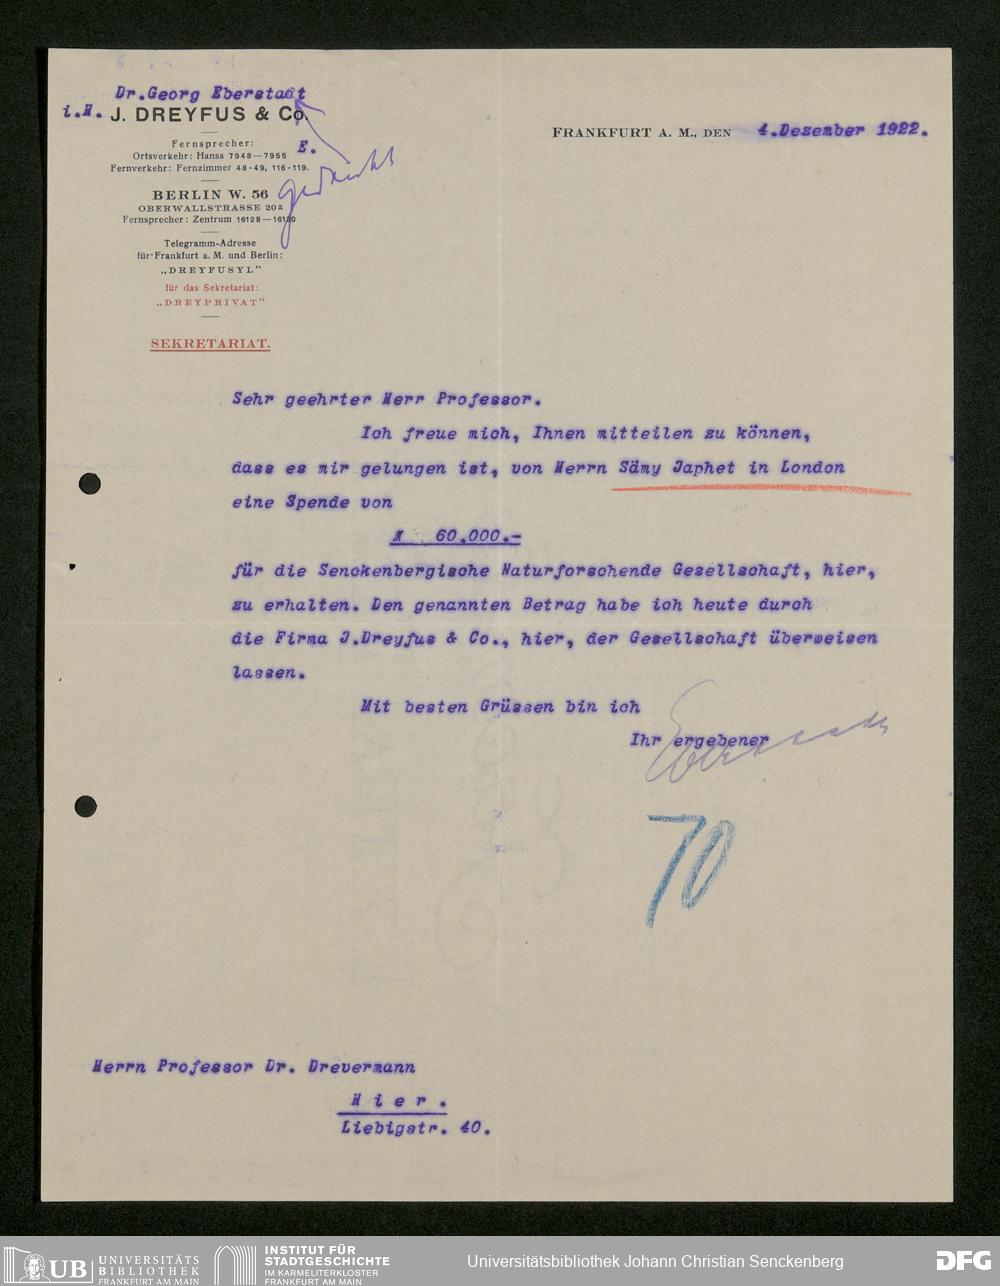 Dr.Georg Eberstadt
i.H. J. DREYFUS & Co.
E.
Fernsprecher:
Ortsverkehr: Hansa 7948—7955
Fernverkehr: Fernzimmer 48-49, 116-119.
BERLIN W. 56
OBERWALLSTRASSE 20a
Fernsprecher: Zentrum 16128—16130
Telegramm-Adresse
für Frankfurt a. M. und Berlin:
„DREYFUSYL"
für das Sekretariat:
„DREYPRIVAT"
SEKRETARIAT.
FRANKFURT A. M., DEN 4.Dezember 1922.
Sehr geehrter Herr Professor.
Ich freue mich, Ihnen mitteilen zu können,
dass es mir gelungen ist, von Herrn Sämy Japhet in London
eine Spende von
M 60.000.-
für die Senckenbergische Naturforschende Gesellschaft, hier,
zu erhalten. Den genannten Betrag habe ich heute durch
die Firma J.Dreyfus & Co., hier, der Gesellschaft überweisen
lassen.
Mit besten Grüssen bin ich
Ihr ergebener
Eberstadt
70
Herrn Professor Dr. Drevermann
Hier.
Liebigstr. 40.
UB UNIVERSITÄTS
BIBLIOTHEK
FRANKFURT AM MAIN
INSTITUT FÜR
STADTGESCHICHTE
IM KARMELITERKLOSTER
FRANKFURT AM MAIN
Universitätsbibliothek Johann Christian Senckenberg
DFG